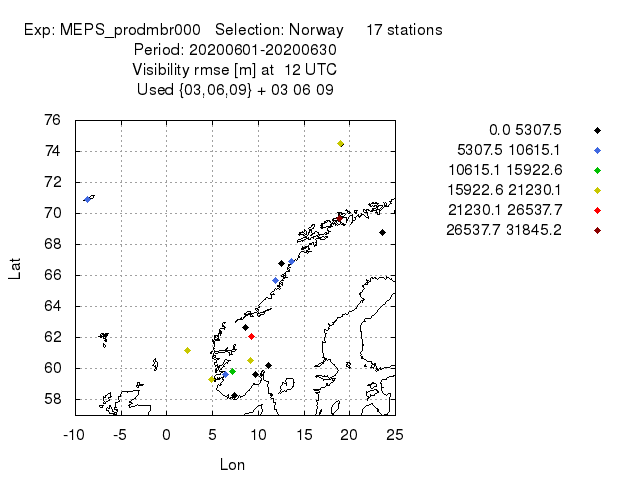 Exp: MEPS_prodmbr000 Selection: Norway 17 stations
Period: 20200601-20200630
Visibility rmse [m] at 12 UTC
Used {03,06,09} + 03 06 09
0.0 5307.5
5307.5 10615.1
10615.1 15922.6
15922.6 21230.1
21230.1 26537.7
26537.7 31845.2
76
74
72
70
68
66
64
62
60
58
Lat
-10 -5 0 5 10 15 20 25
Lon